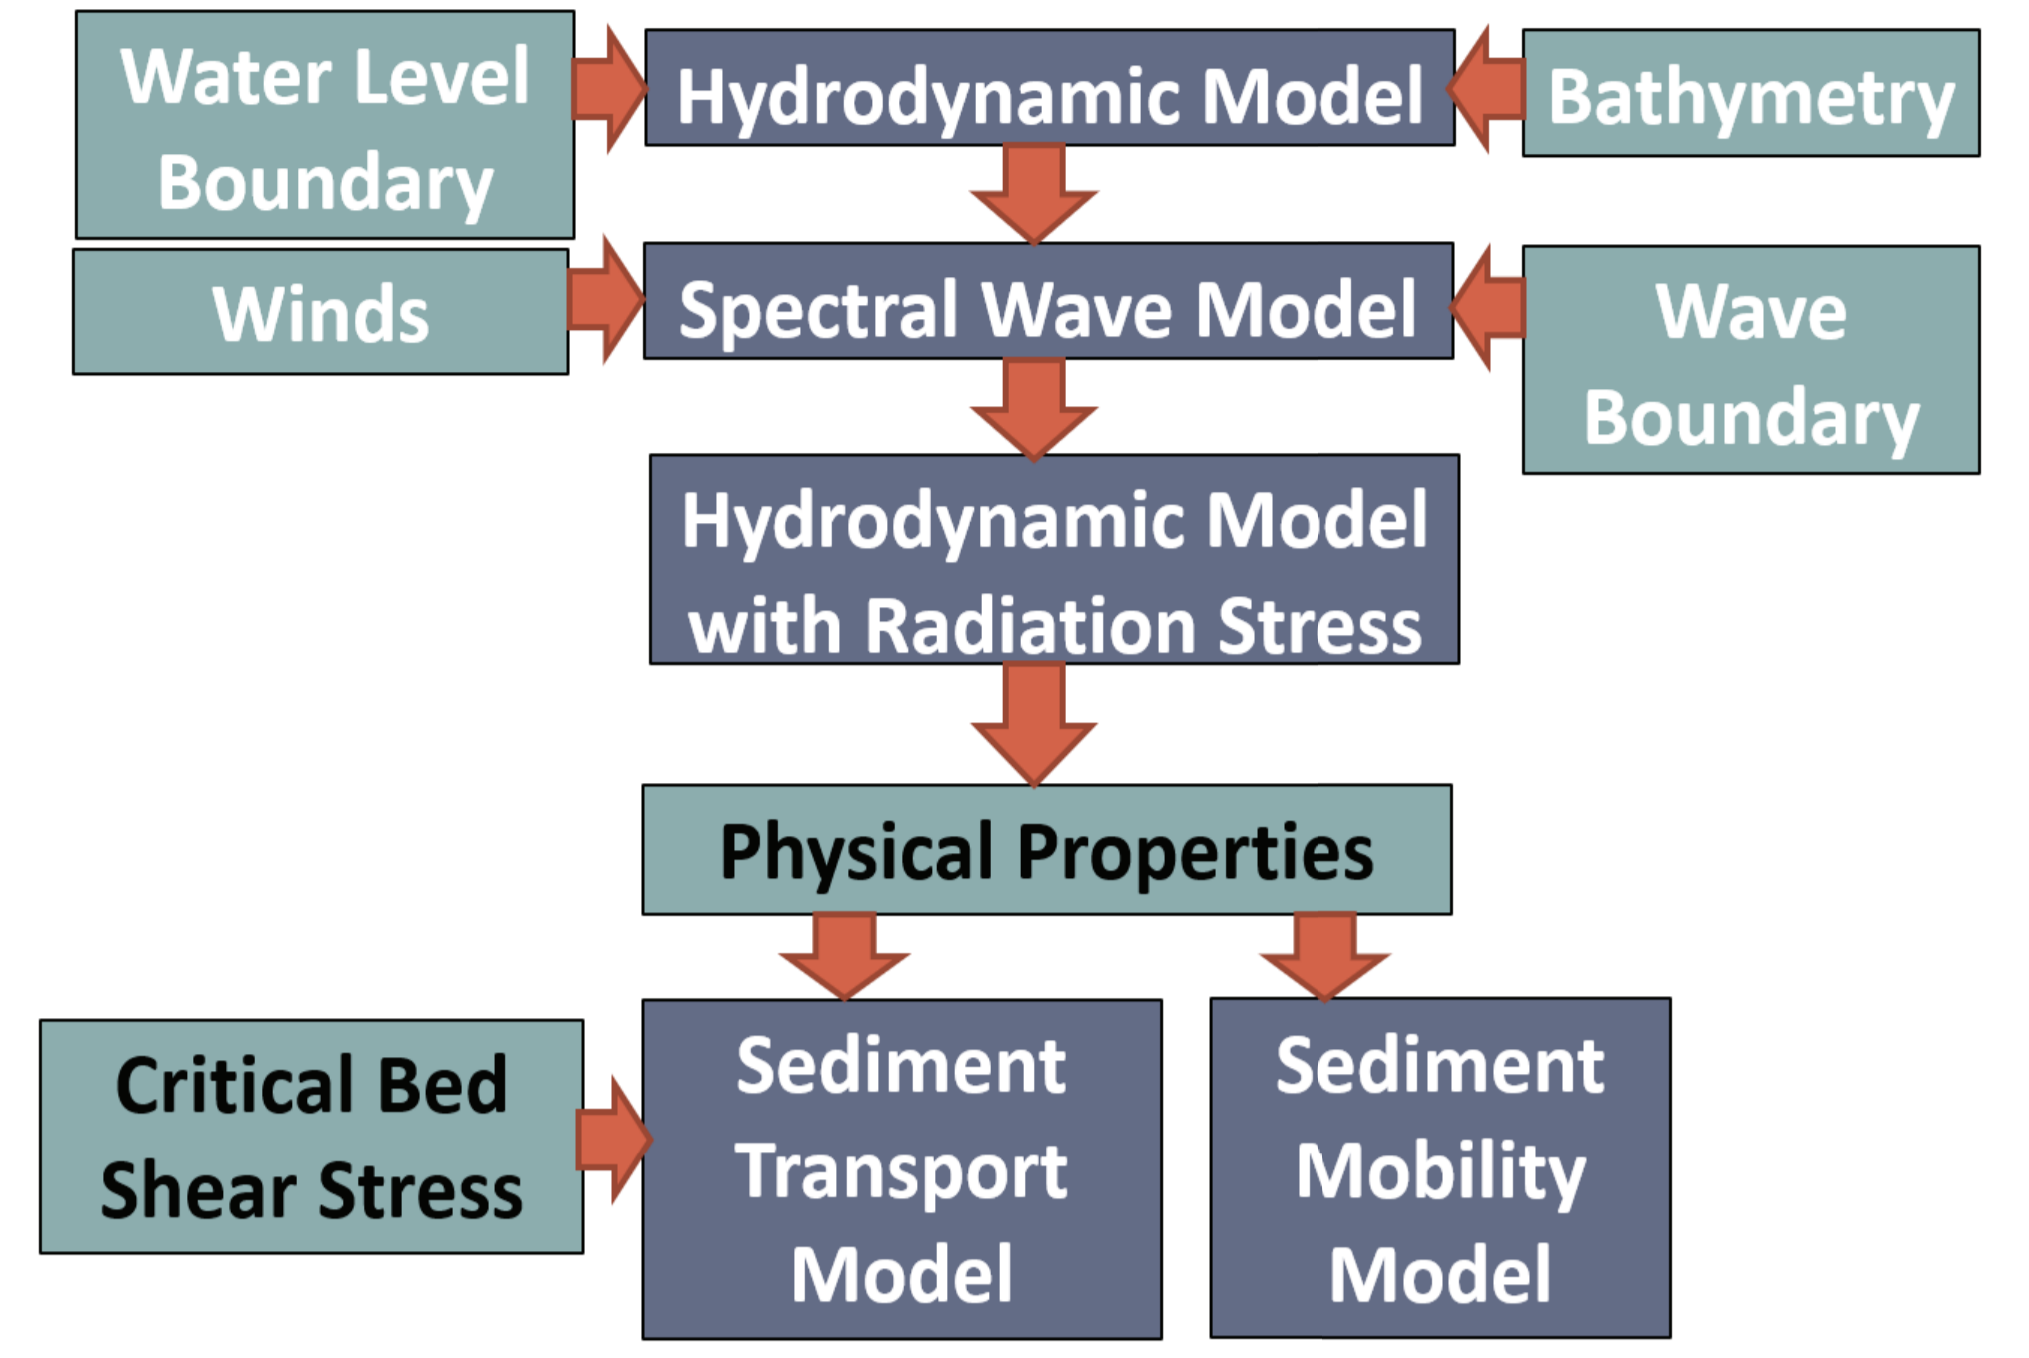 Water Level
Boundary
Hydrodynamic Model
Bathymetry
Winds
Spectral Wave Model
Wave
Boundary
Hydrodynamic Model
with Radiation Stress
Physical Properties
Critical Bed
Shear Stress
Sediment
Transport
Model
Sediment
Mobility
Model